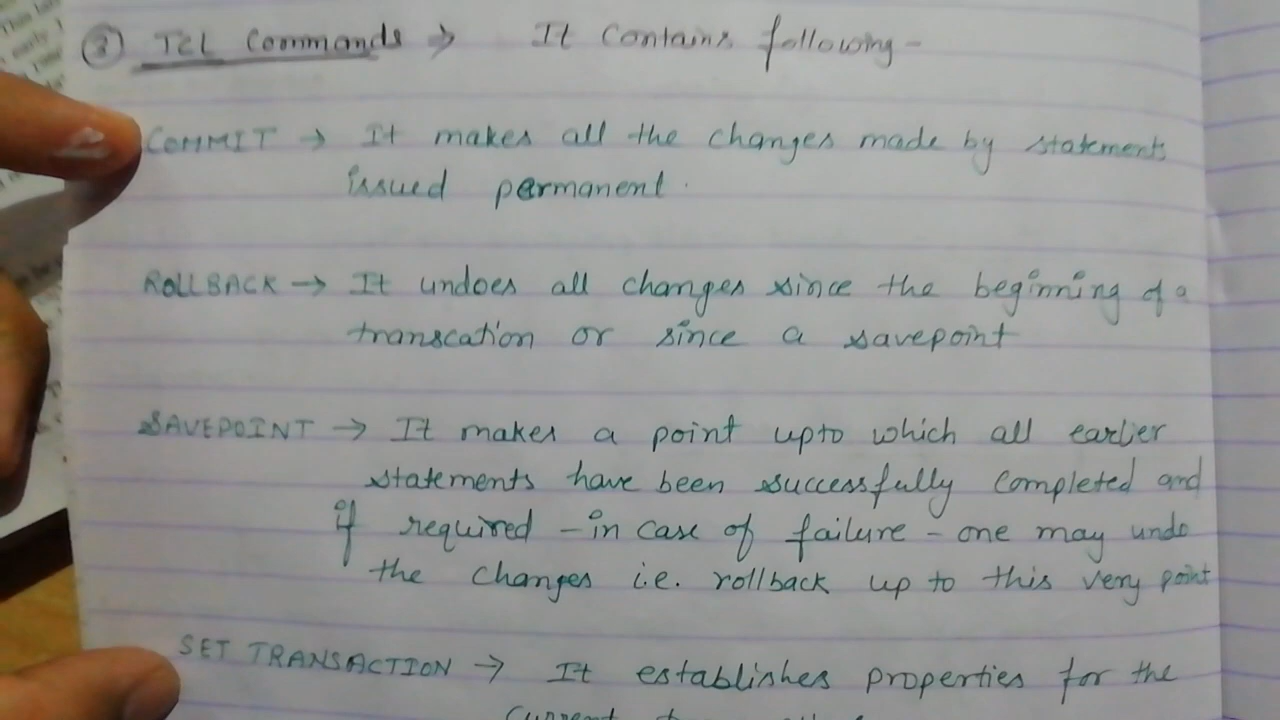 ③ TCL Commands → It contains following -
COMMIT → It makes all the changes made by statements
issued permanent.
ROLLBACK → It undoes all changes since the beginning of a
transcation or since a savepoint
SAVEPOINT → It makes a point upto which all earlier
statements have been successfully completed and
if required - in case of failure - one may undo
the changes i.e. rollback up to this very point
SET TRANSACTION → It establishes properties for the
Current